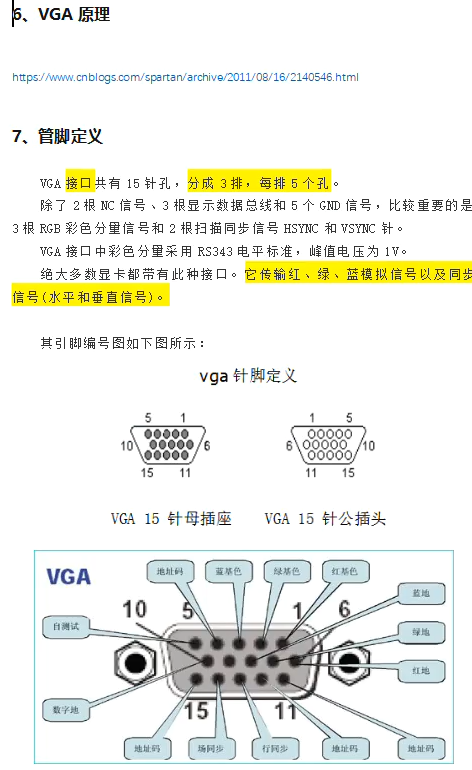 6、VGA 原理
https://www.cnblogs.com/spartan/archive/2011/08/16/2140546.html
7、管脚定义
VGA 接口共有 15 针孔，分成 3 排，每排 5 个孔。
除了 2 根 NC 信号、3 根显示数据总线和 5 个 GND 信号，比较重要的是
3 根 RGB 彩色分量信号和 2 根扫描同步信号 HSYNC 和 VSYNC 针。
VGA 接口中彩色分量采用 RS343 电平标准，峰值电压为 1V。
绝大多数显卡都带有此种接口。它传输红、绿、蓝模拟信号以及同步
信号(水平和垂直信号)。
其引脚编号图如下图所示：
vga 针脚定义
5 1 1 5
10 6 6 10
15 11 11 15
VGA 15 针母插座 VGA 15 针公插头
地址码 蓝基色 绿基色 红基色
VGA
蓝地
10 5 1 6
自测试 绿地
红地
数字地
15 11
地址码 场同步 行同步 地址码 地址码